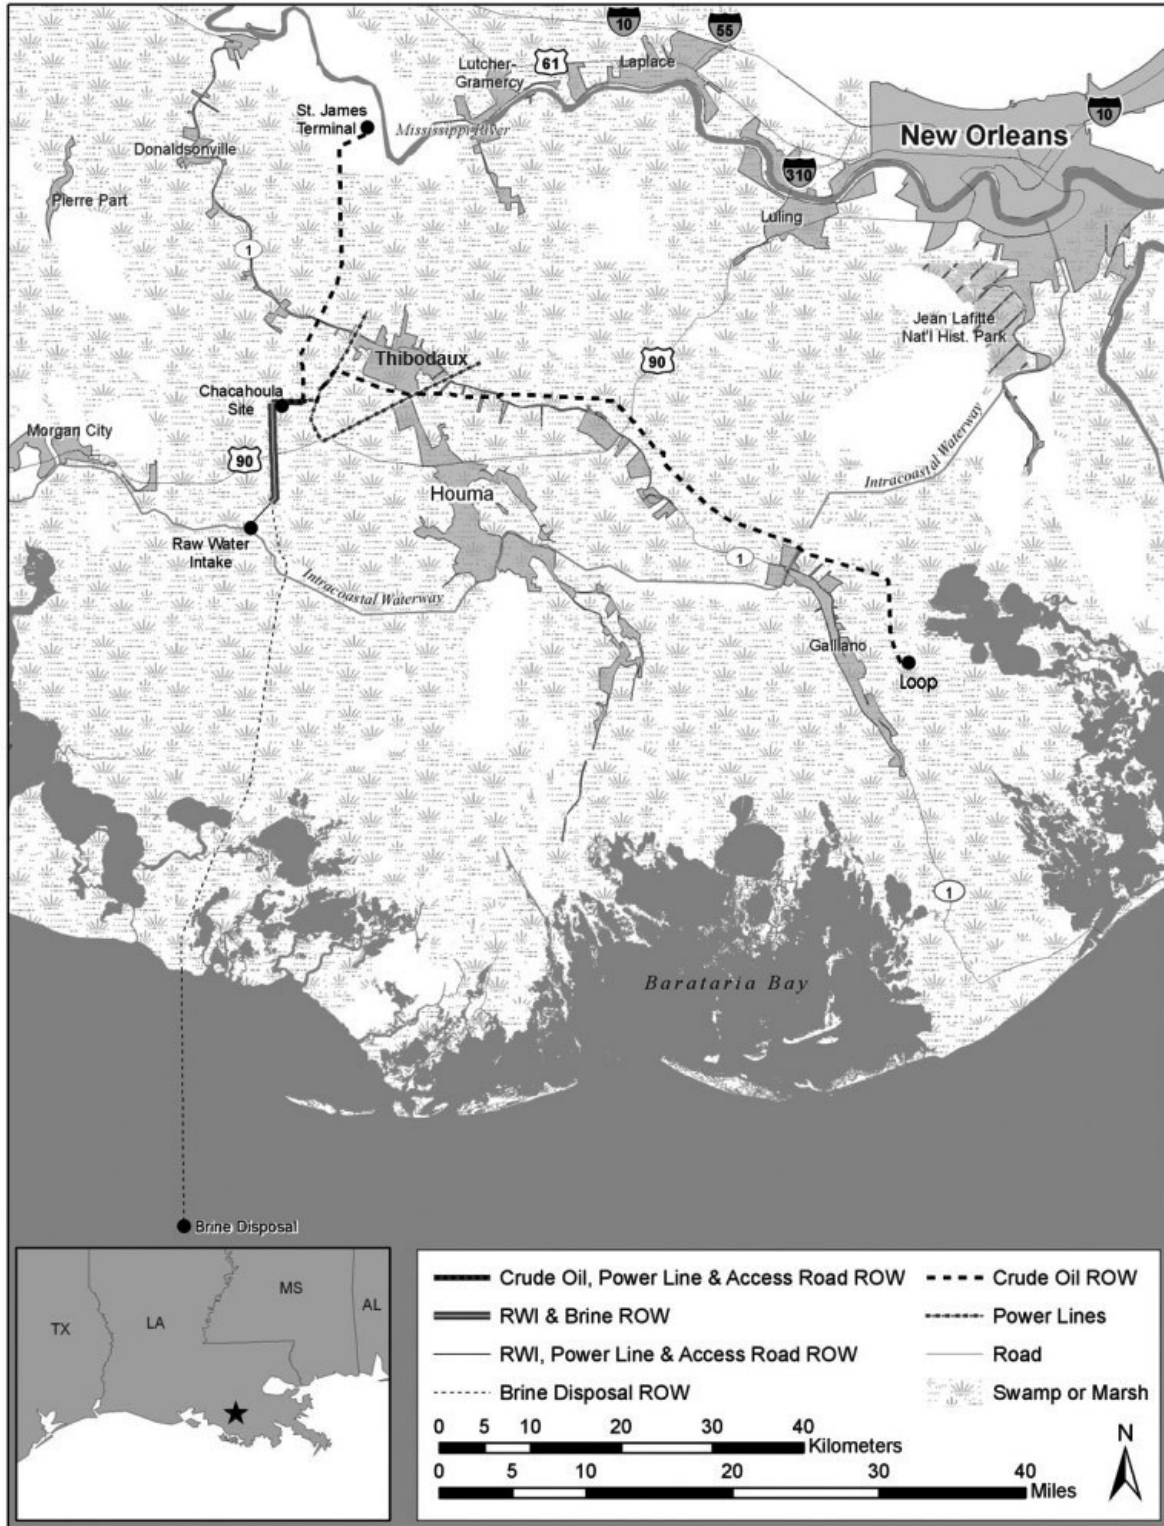 10
55
61
Lutcher-
Gramercy
Laplace
10
St. James
Terminal
Mississippi River
New Orleans
Donaldsonville
310
Pierre Part
Luling
1
Jean Lafitte
Nat'l Hist. Park
Thibodaux
90
Chacahoula
Site
Morgan City
90
Intracoastal Waterway
Houma
Raw Water
Intake
1
Intracoastal Waterway
Galliano
Loop
1
Barataria Bay
Brine Disposal
TX
LA
MS
AL
Crude Oil, Power Line & Access Road ROW
RWI & Brine ROW
RWI, Power Line & Access Road ROW
Brine Disposal ROW
Crude Oil ROW
Power Lines
Road
Swamp or Marsh
0 5 10 20 30 40
Kilometers
0 5 10 20 30 40
Miles
N